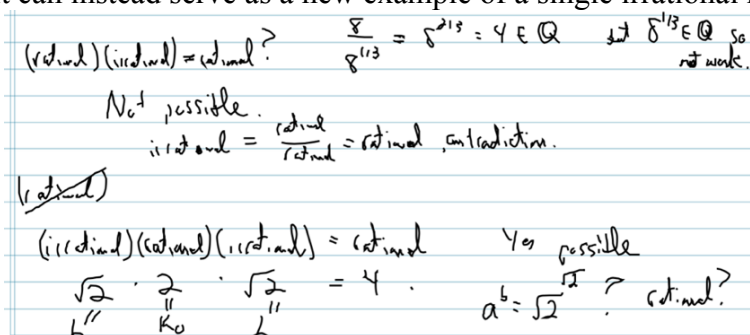 t can instead serve as a new example of a single irrational
(rational)(irrational) = rational? 8/8^{1/3} = 8^{2/3} = 4 ∈ ℚ but 8^{1/3} ∈ ℚ so
not work.
Not possible.
irrational = rational/rational = rational, contradiction.
(rational)
(irrational)(rational)(irrational) = rational Yes possible
√2 · 2 · √2 = 4. a^b = √2^{√2} ? rational?
b" K₀ b"